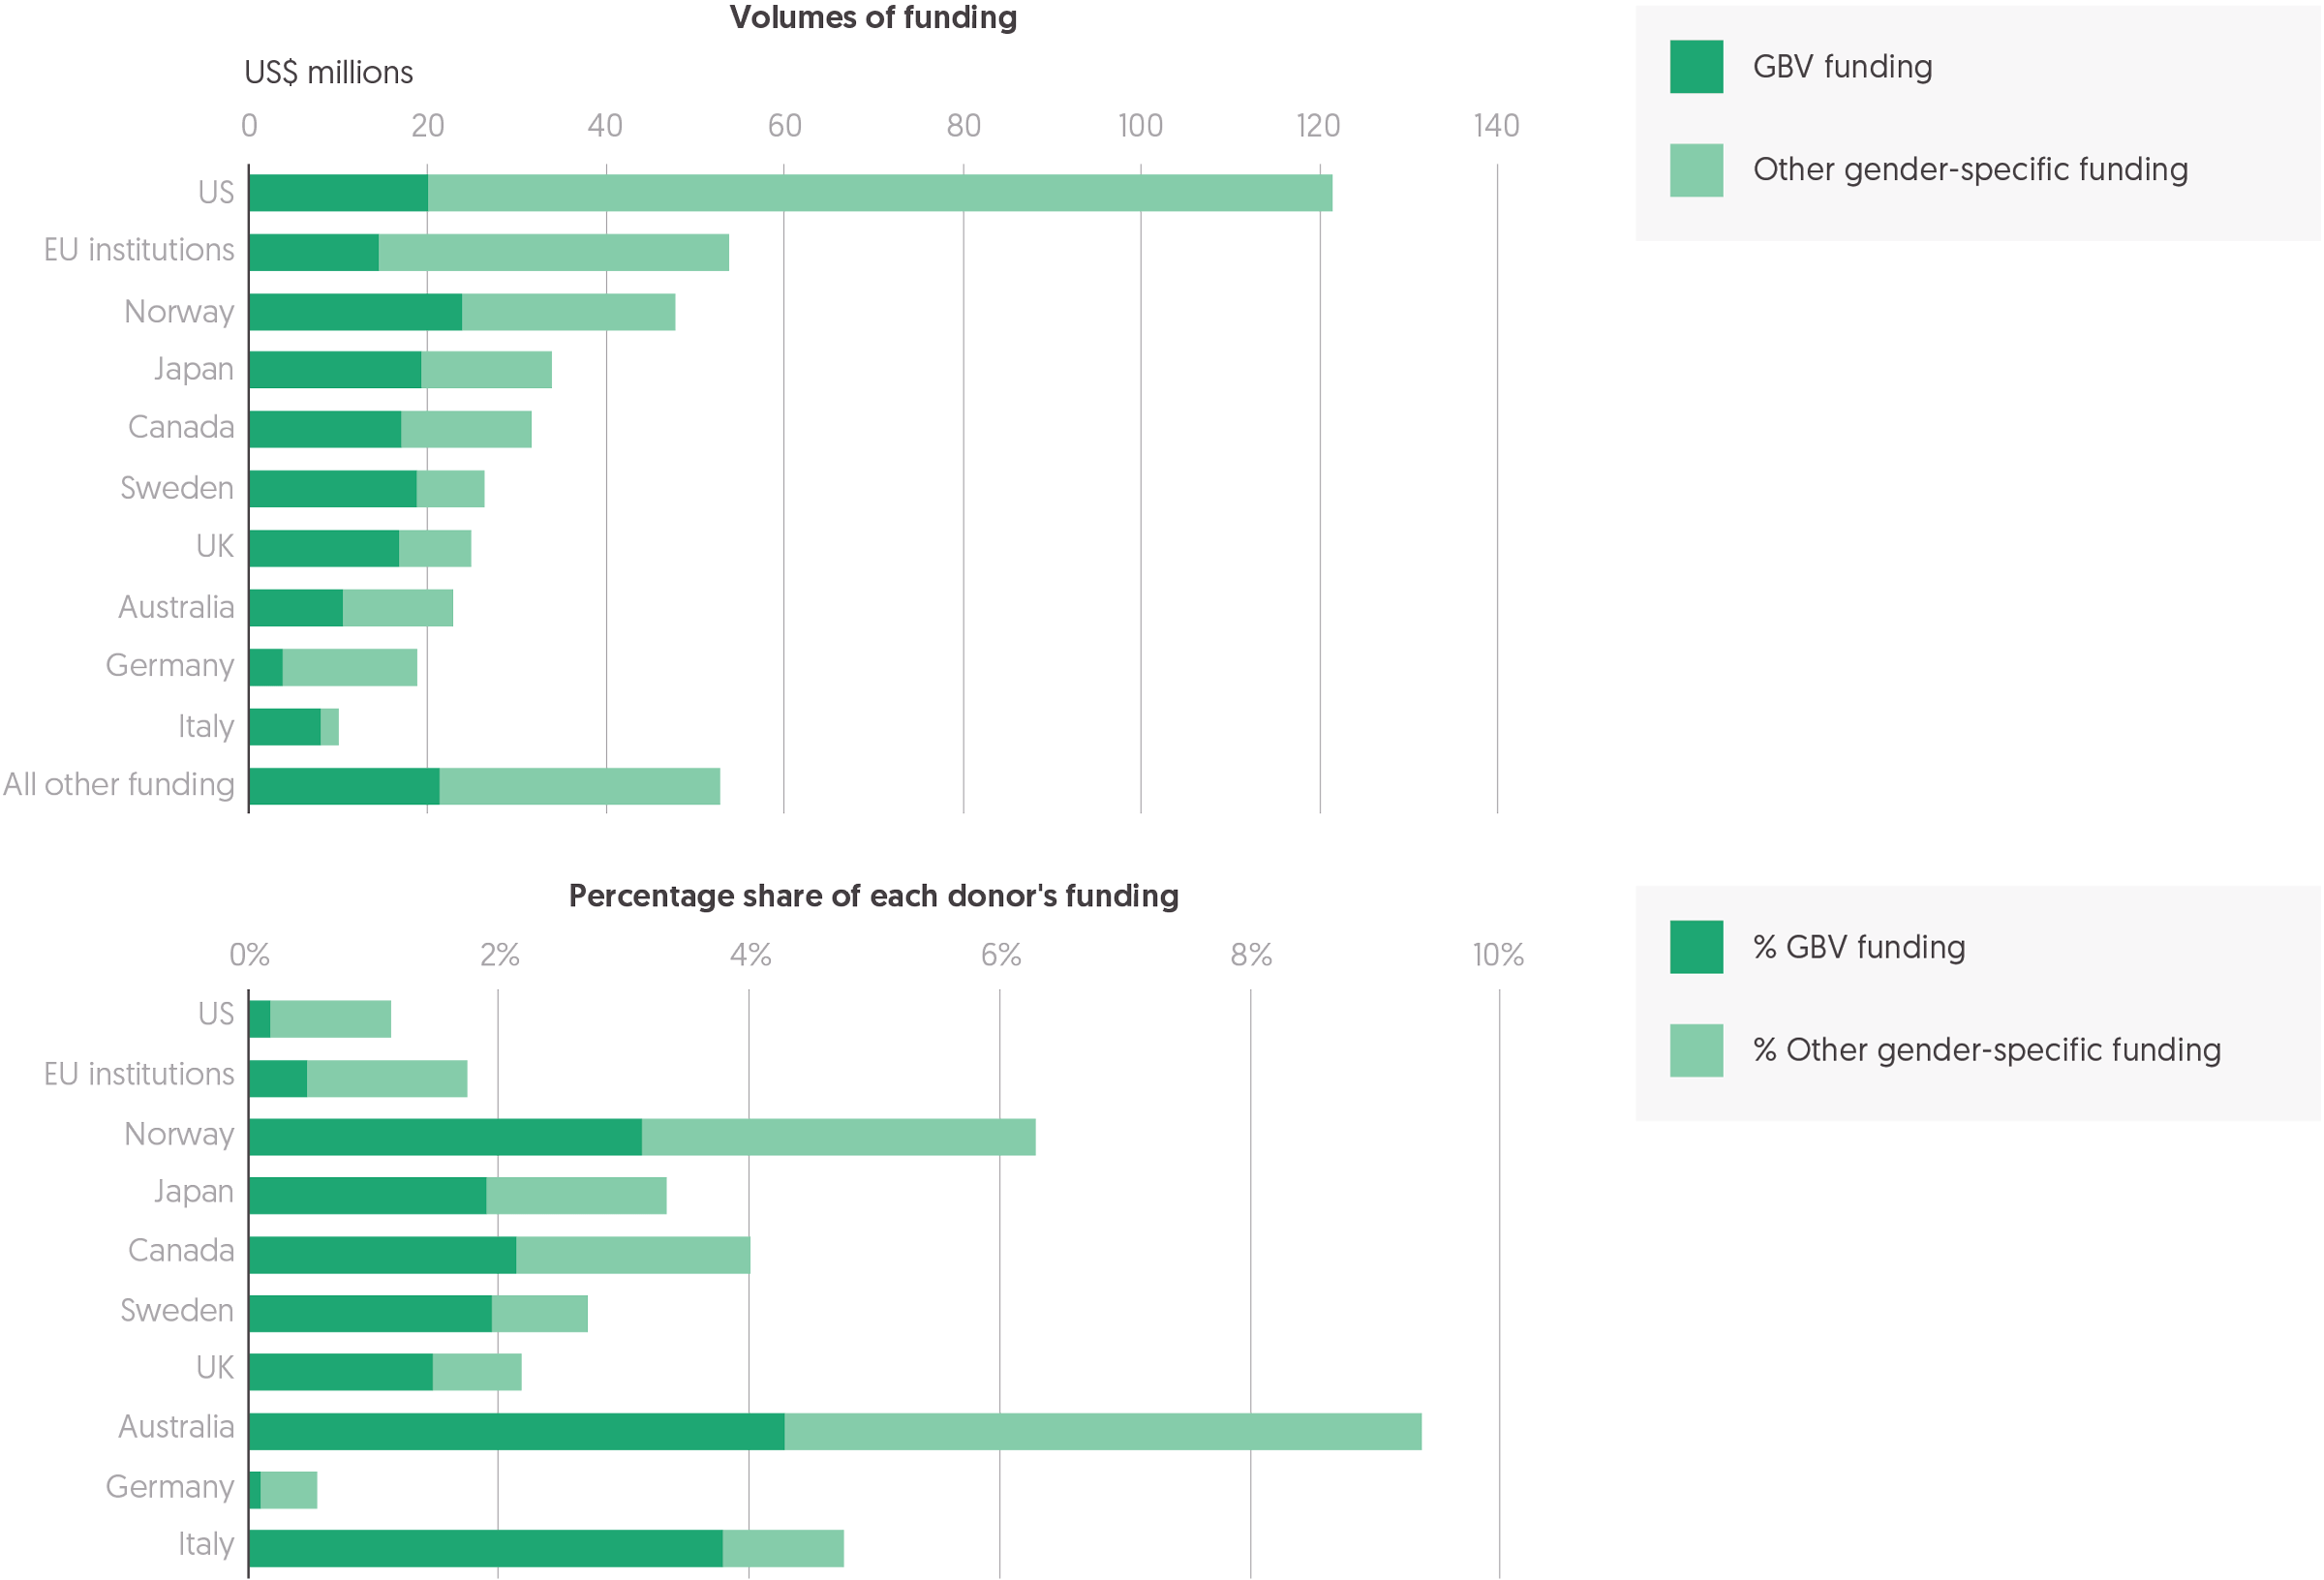 Volumes of funding
US$ millions
0 20 40 60 80 100 120 140
US
EU institutions
Norway
Japan
Canada
Sweden
UK
Australia
Germany
Italy
All other funding
GBV funding
Other gender-specific funding
Percentage share of each donor's funding
0% 2% 4% 6% 8% 10%
US
EU institutions
Norway
Japan
Canada
Sweden
UK
Australia
Germany
Italy
% GBV funding
% Other gender-specific funding